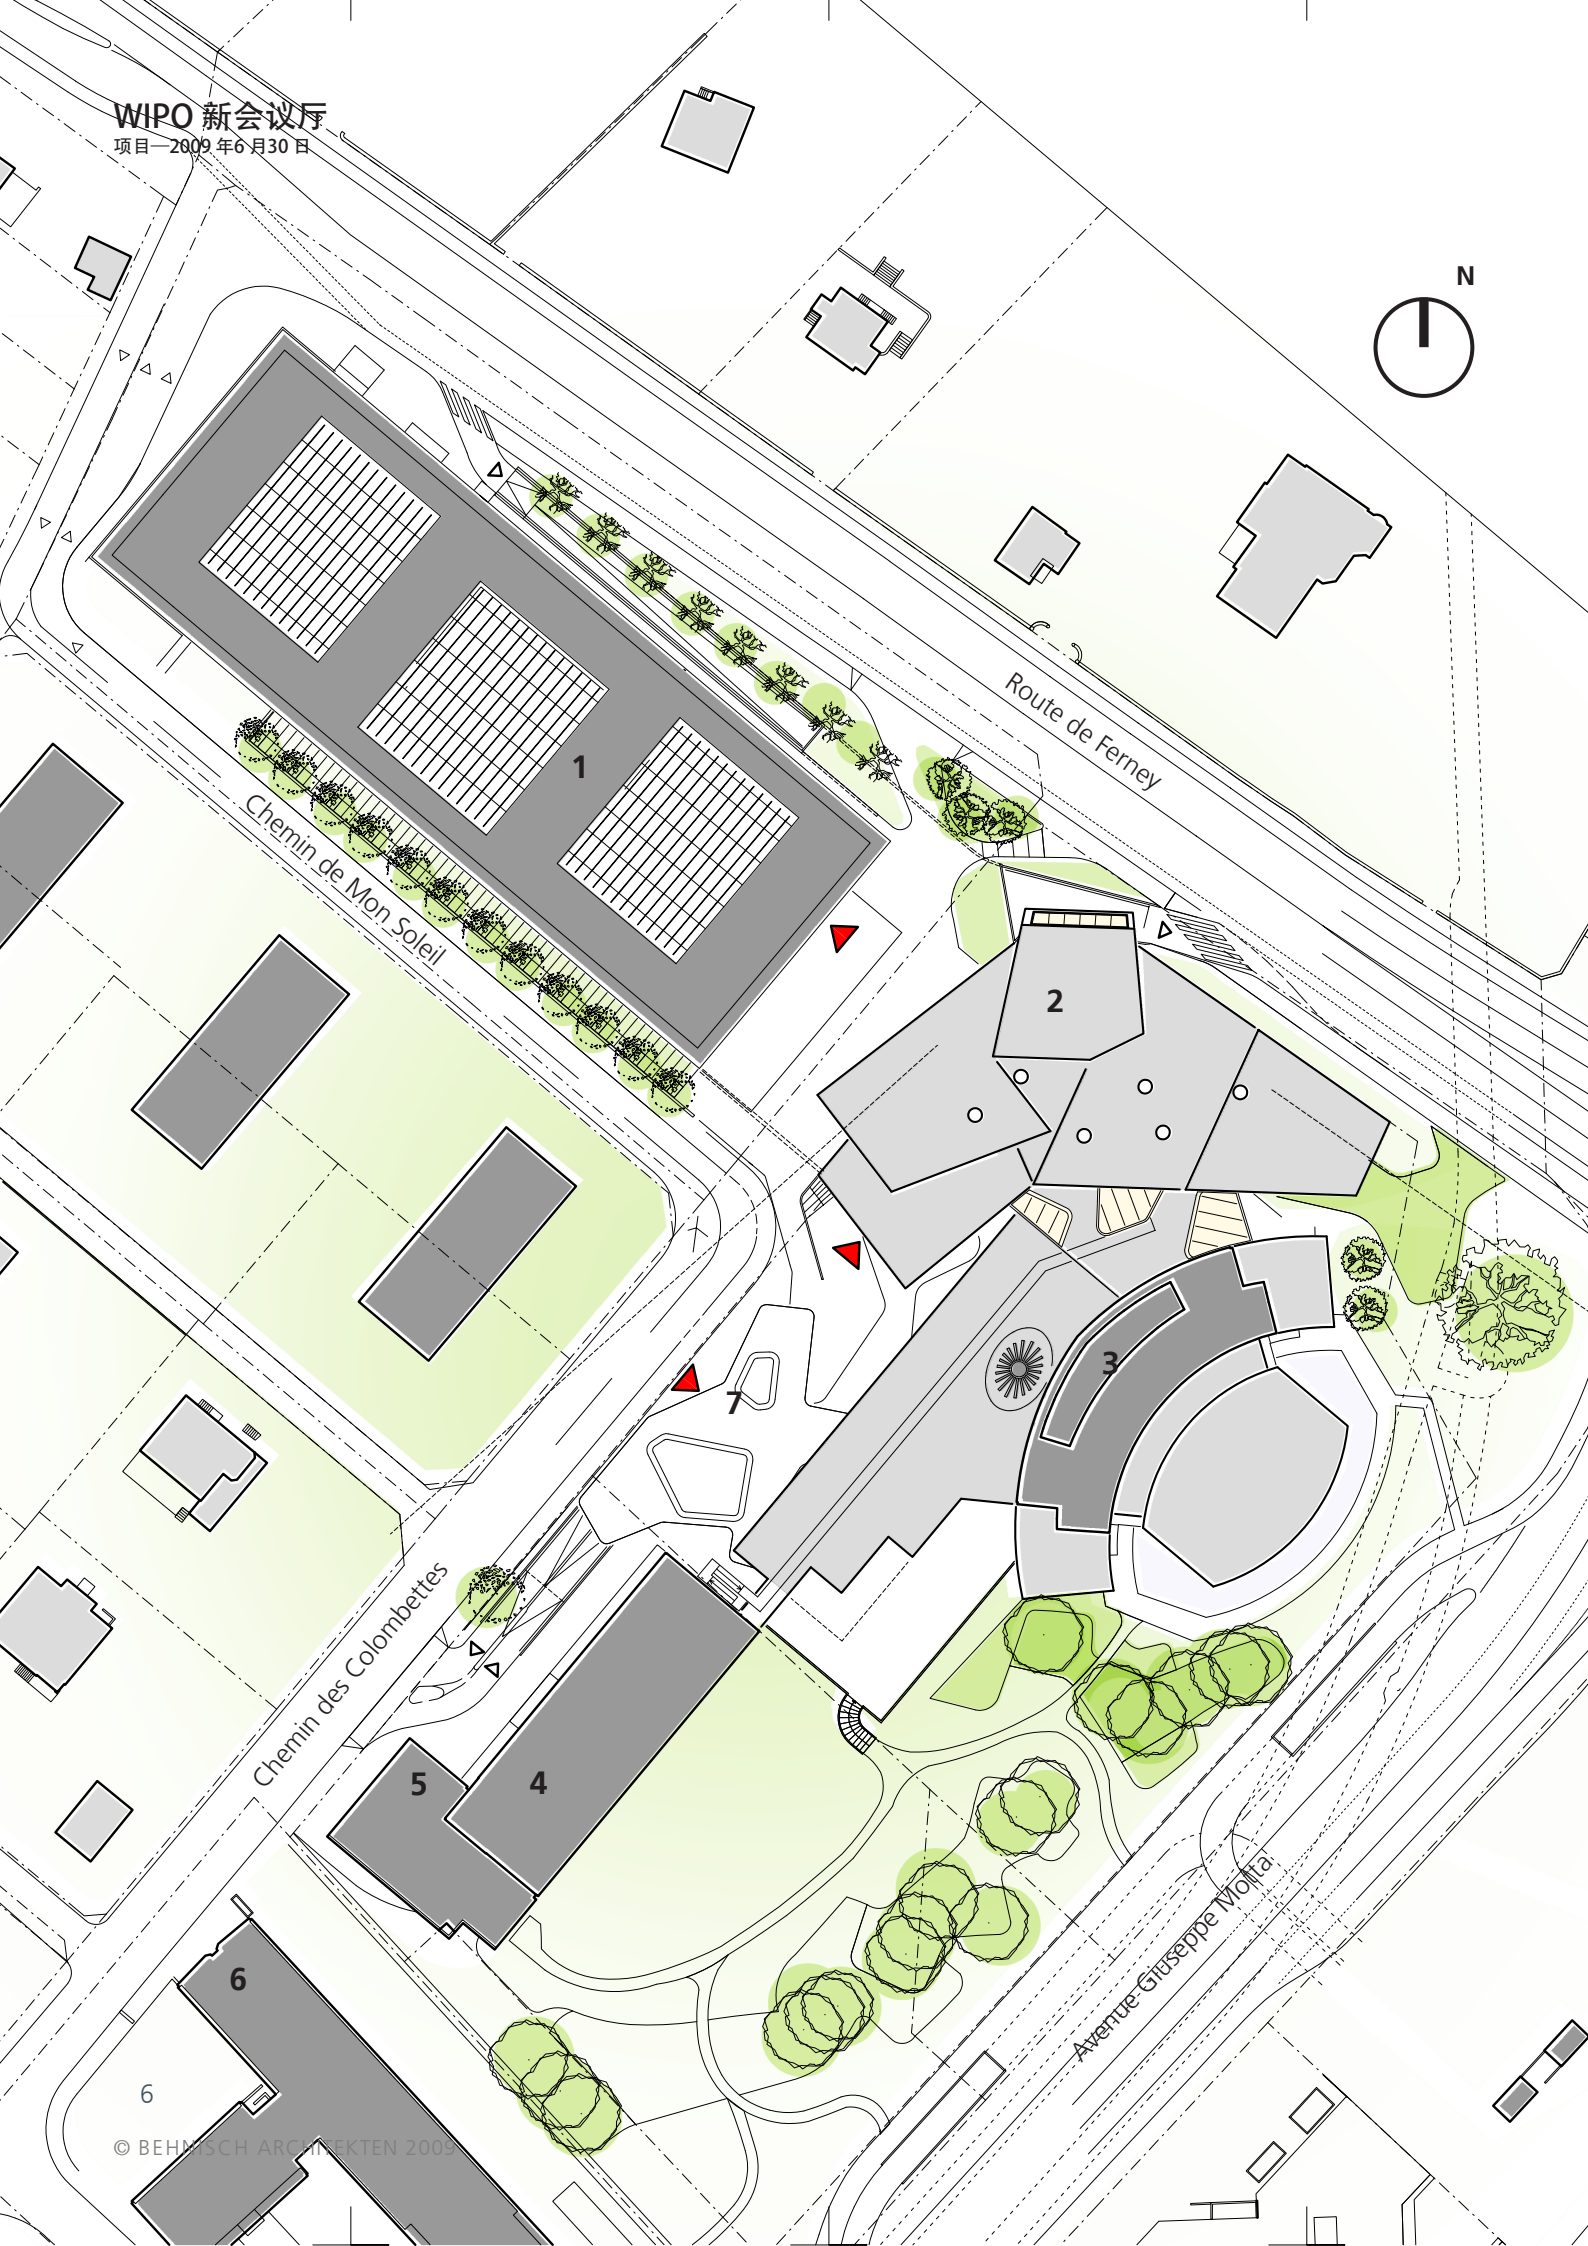 WIPO 新会议厅
项目—2009 年6 月30 日
N
Route de Ferney
1
Chemin de Mon Soleil
2
3
7
Chemin des Colombettes
5
4
Avenue Giuseppe Motta
6
6
© BEHNISCH ARCHITEKTEN 2009